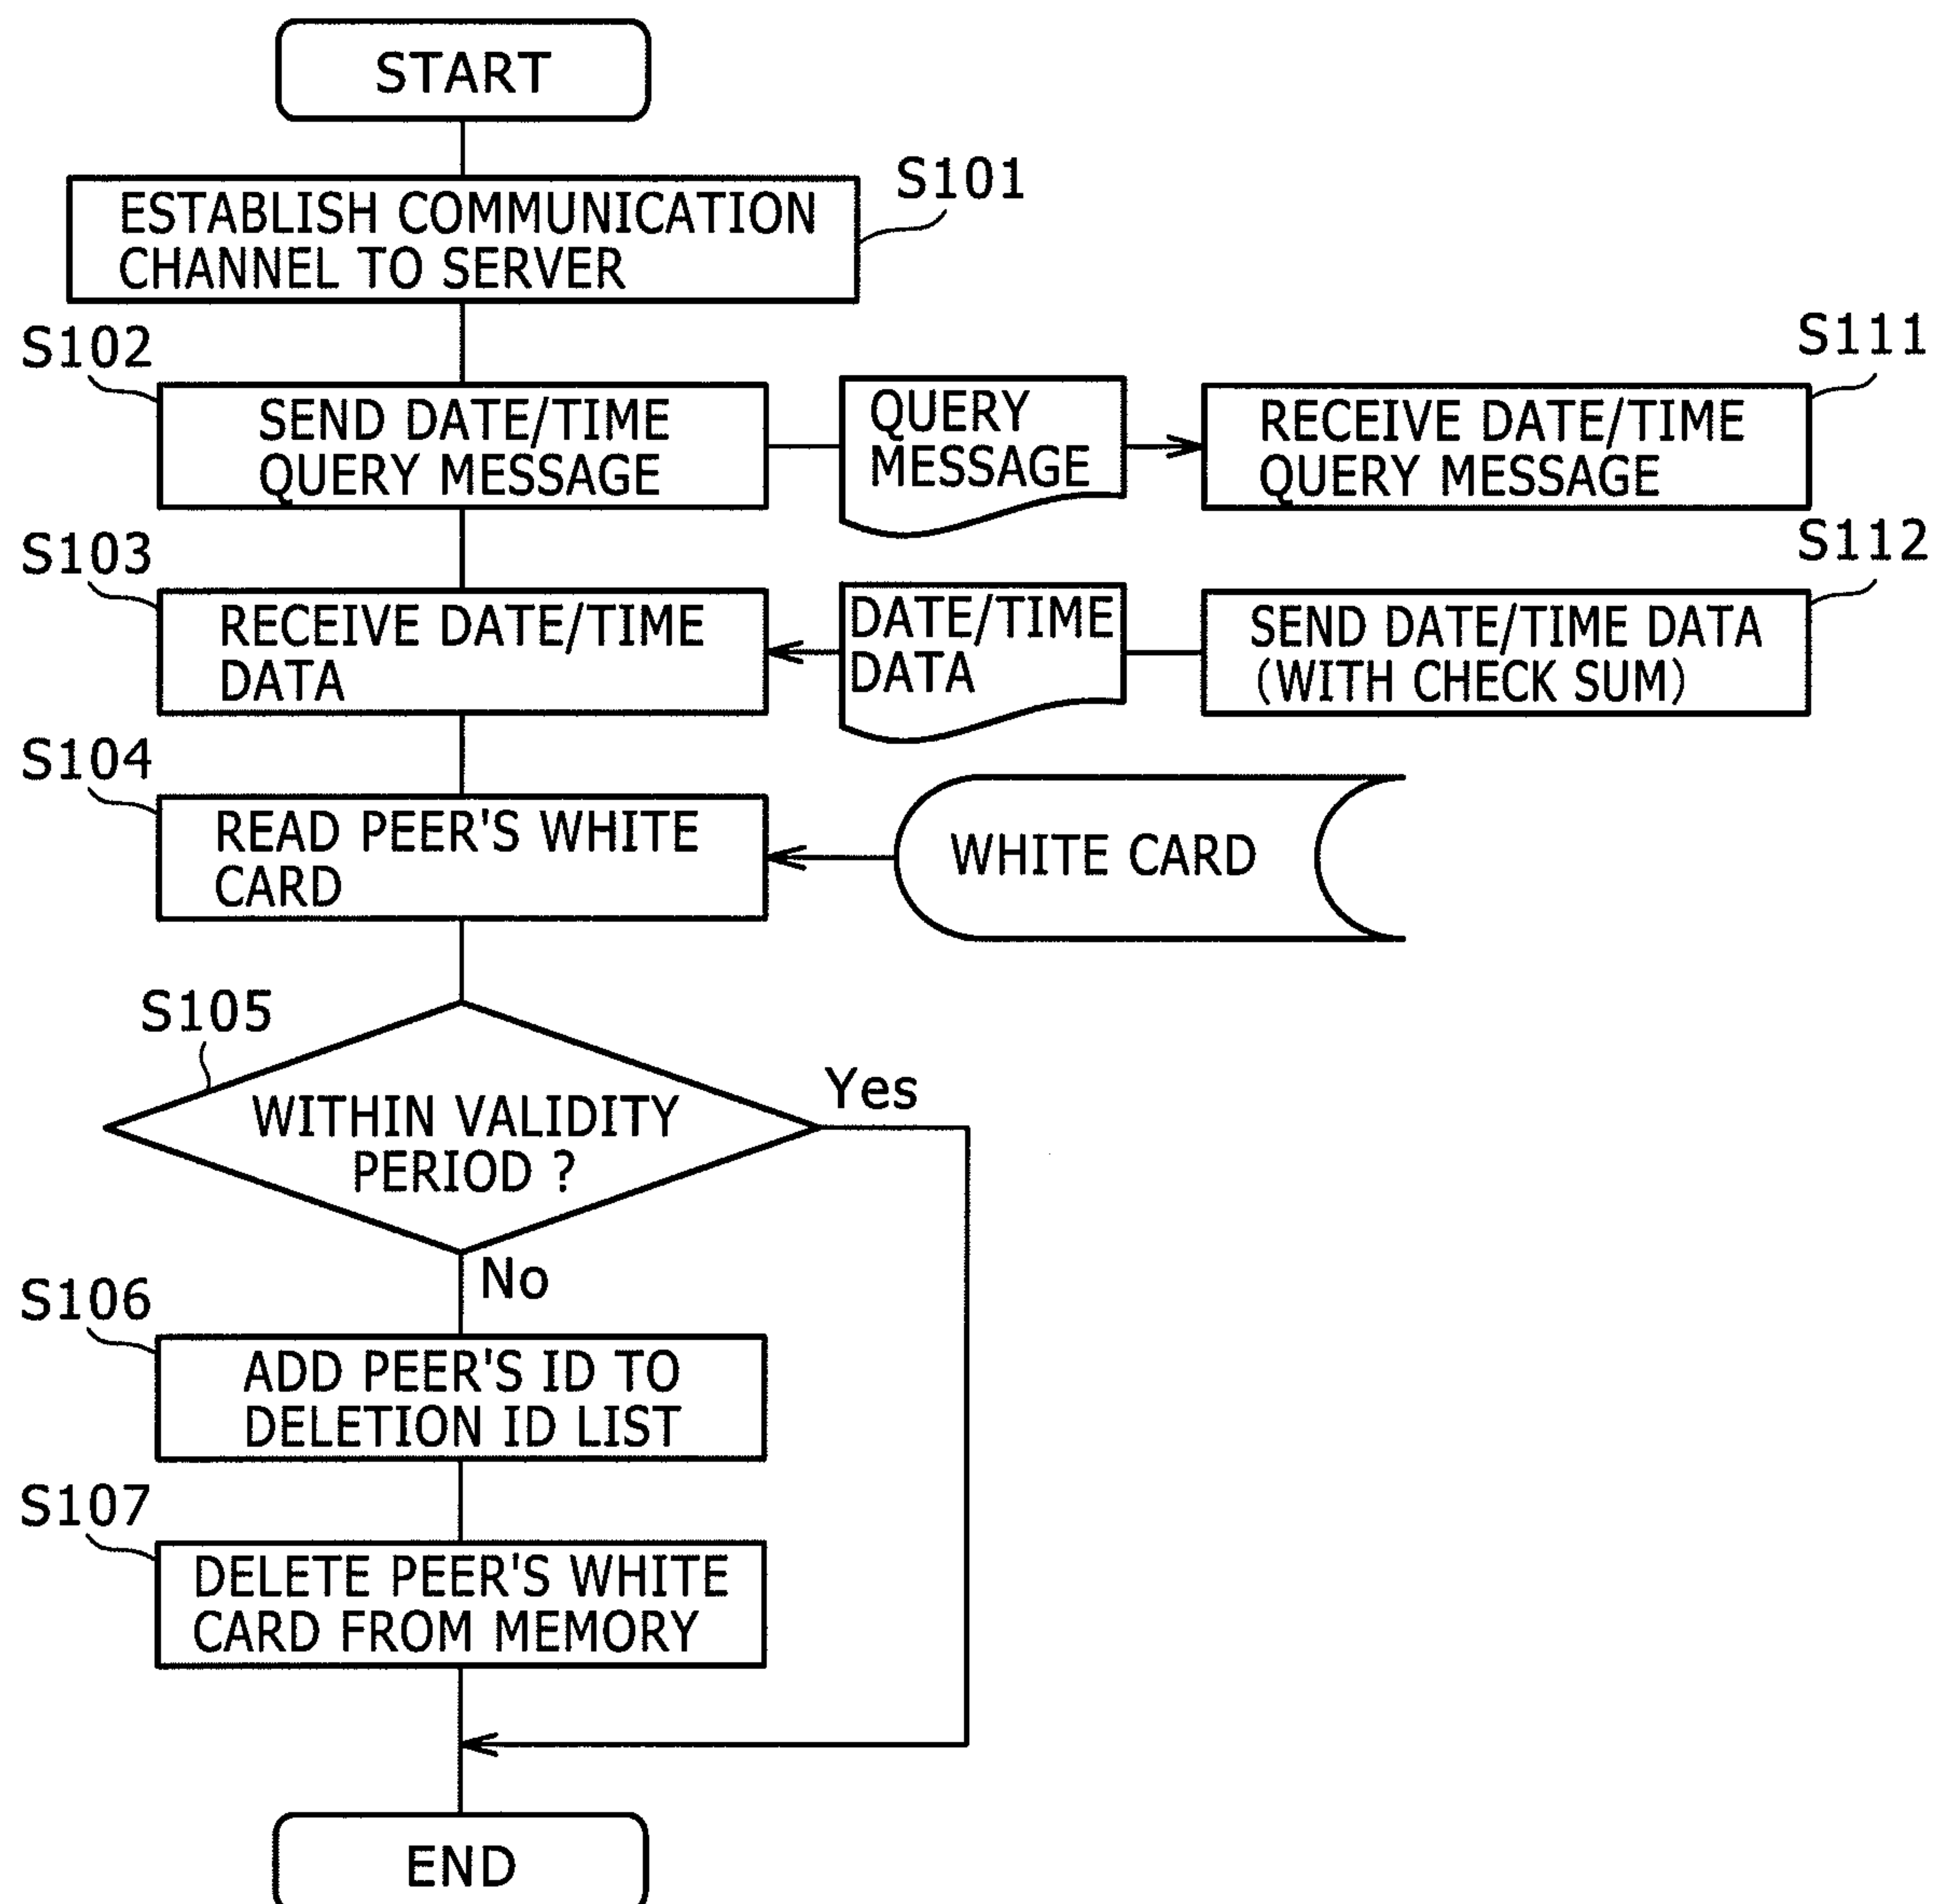 START
S101
ESTABLISH COMMUNICATION
CHANNEL TO SERVER
S102
SEND DATE/TIME
QUERY MESSAGE
QUERY
MESSAGE
S111
RECEIVE DATE/TIME
QUERY MESSAGE
S103
RECEIVE DATE/TIME
DATA
DATE/TIME
DATA
S112
SEND DATE/TIME DATA
(WITH CHECK SUM)
S104
READ PEER'S WHITE
CARD
WHITE CARD
S105
WITHIN VALIDITY
PERIOD ?
Yes
No
S106
ADD PEER'S ID TO
DELETION ID LIST
S107
DELETE PEER'S WHITE
CARD FROM MEMORY
END